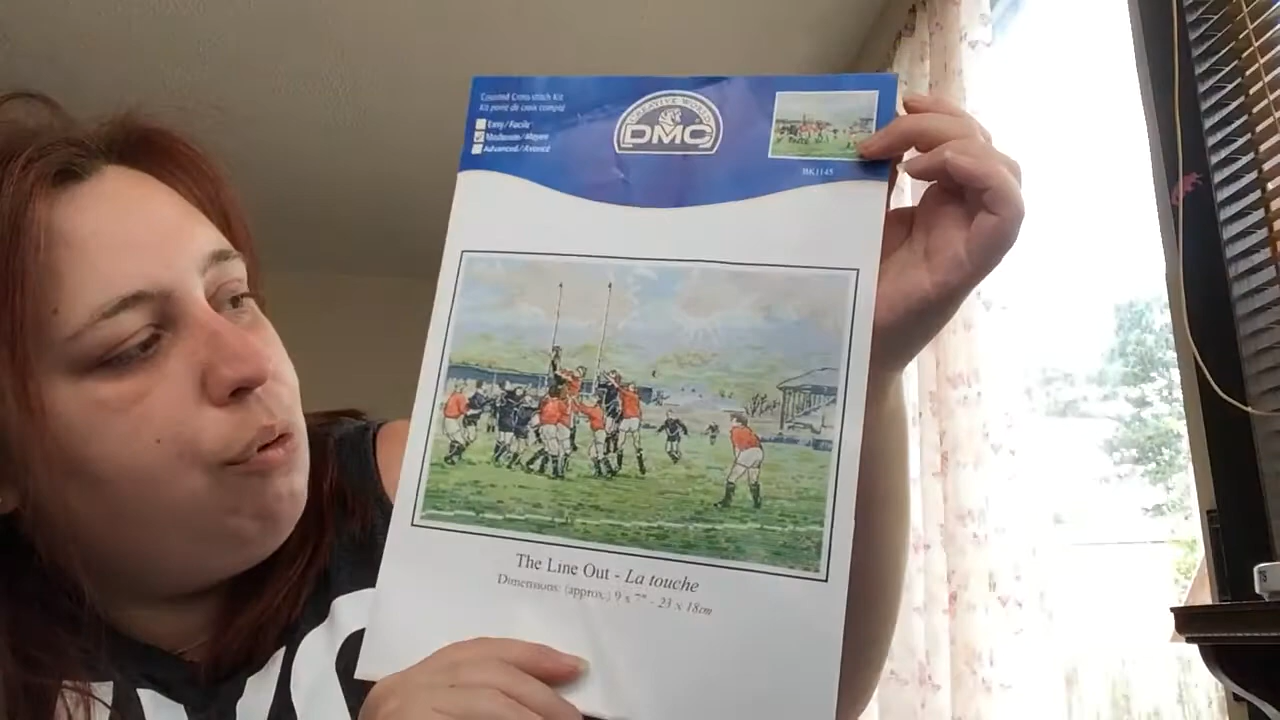 Counted Cross-stitch Kit
Kit point de croix compté
Easy/Facile
Moderate/Moyen
Advanced/Avancé
CREATIVE WORLD
DMC
BK1145
The Line Out - La touche
Dimensions: (approx.) 9 x 7" - 23 x 18cm